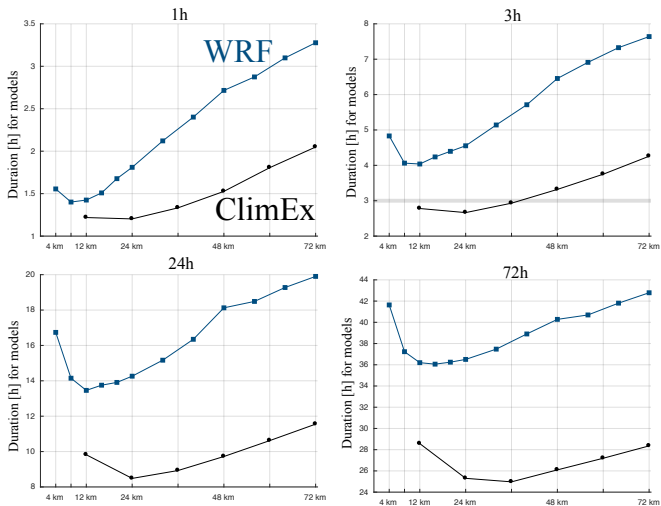 1h
3.5
3
2.5
2
1.5
1
Duration [h] for models
WRF
ClimEx
4 km 12 km 24 km 48 km 72 km
3h
8
7
6
5
4
3
2
Duration [h] for models
4 km 12 km 24 km 48 km 72 km
24h
20
18
16
14
12
10
8
Duration [h] for models
4 km 12 km 24 km 48 km 72 km
72h
44
42
40
38
36
34
32
30
28
26
24
Duration [h] for models
4 km 12 km 24 km 48 km 72 km